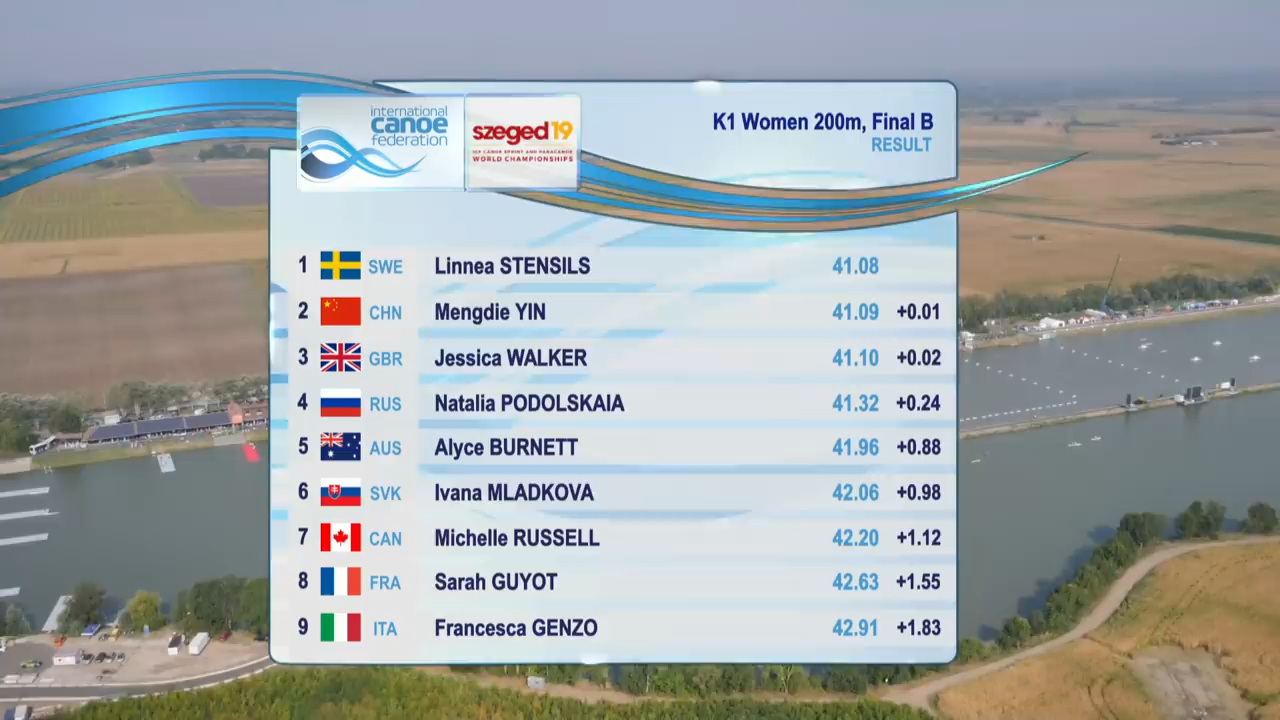 international
canoe
federation
szeged19
ICF CANOE SPRINT AND PARACANOE
WORLD CHAMPIONSHIPS
K1 Women 200m, Final B
RESULT
1 SWE Linnea STENSILS 41.08
2 CHN Mengdie YIN 41.09 +0.01
3 GBR Jessica WALKER 41.10 +0.02
4 RUS Natalia PODOLSKAIA 41.32 +0.24
5 AUS Alyce BURNETT 41.96 +0.88
6 SVK Ivana MLADKOVA 42.06 +0.98
7 CAN Michelle RUSSELL 42.20 +1.12
8 FRA Sarah GUYOT 42.63 +1.55
9 ITA Francesca GENZO 42.91 +1.83